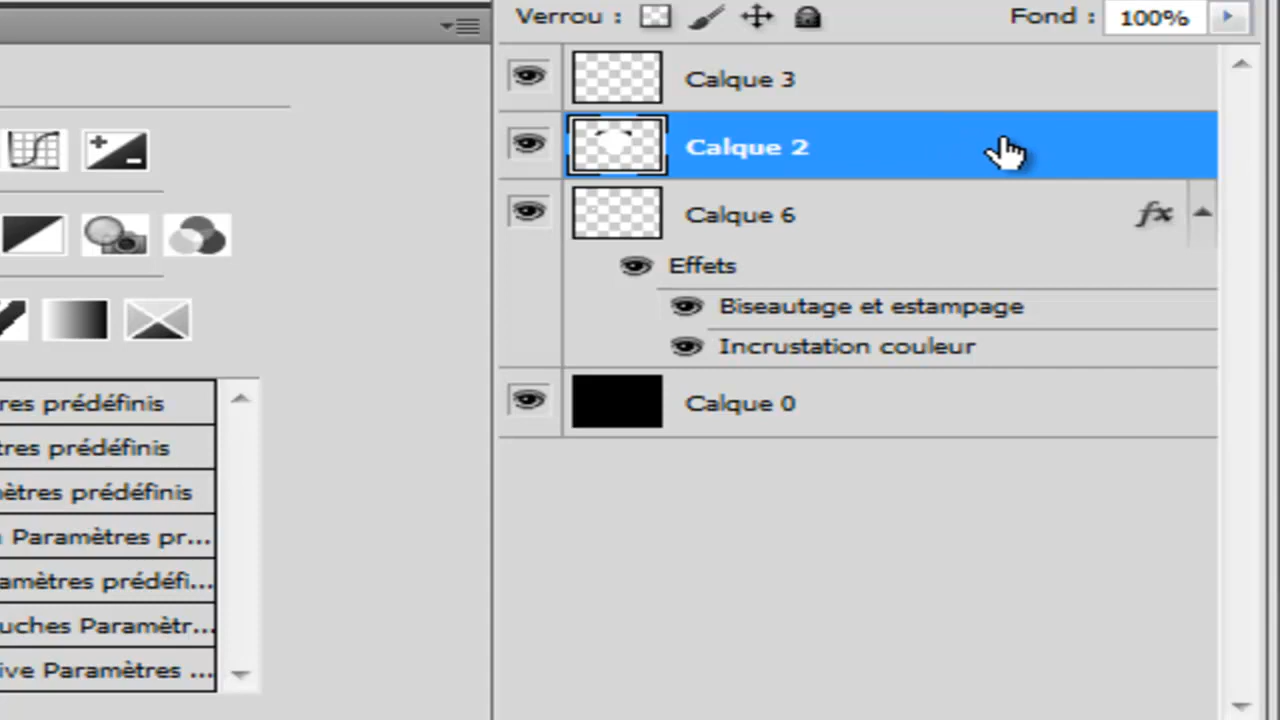 Verrou : Fond : 100%
Calque 3
Calque 2
Calque 6 fx
Effets
Biseautage et estampage
Incrustation couleur
Calque 0
res prédéfinis
tres prédéfinis
nètres prédéfinis
Paramètres pr...
amètres prédéfi...
uches Paramètr...
ive Paramètres ...